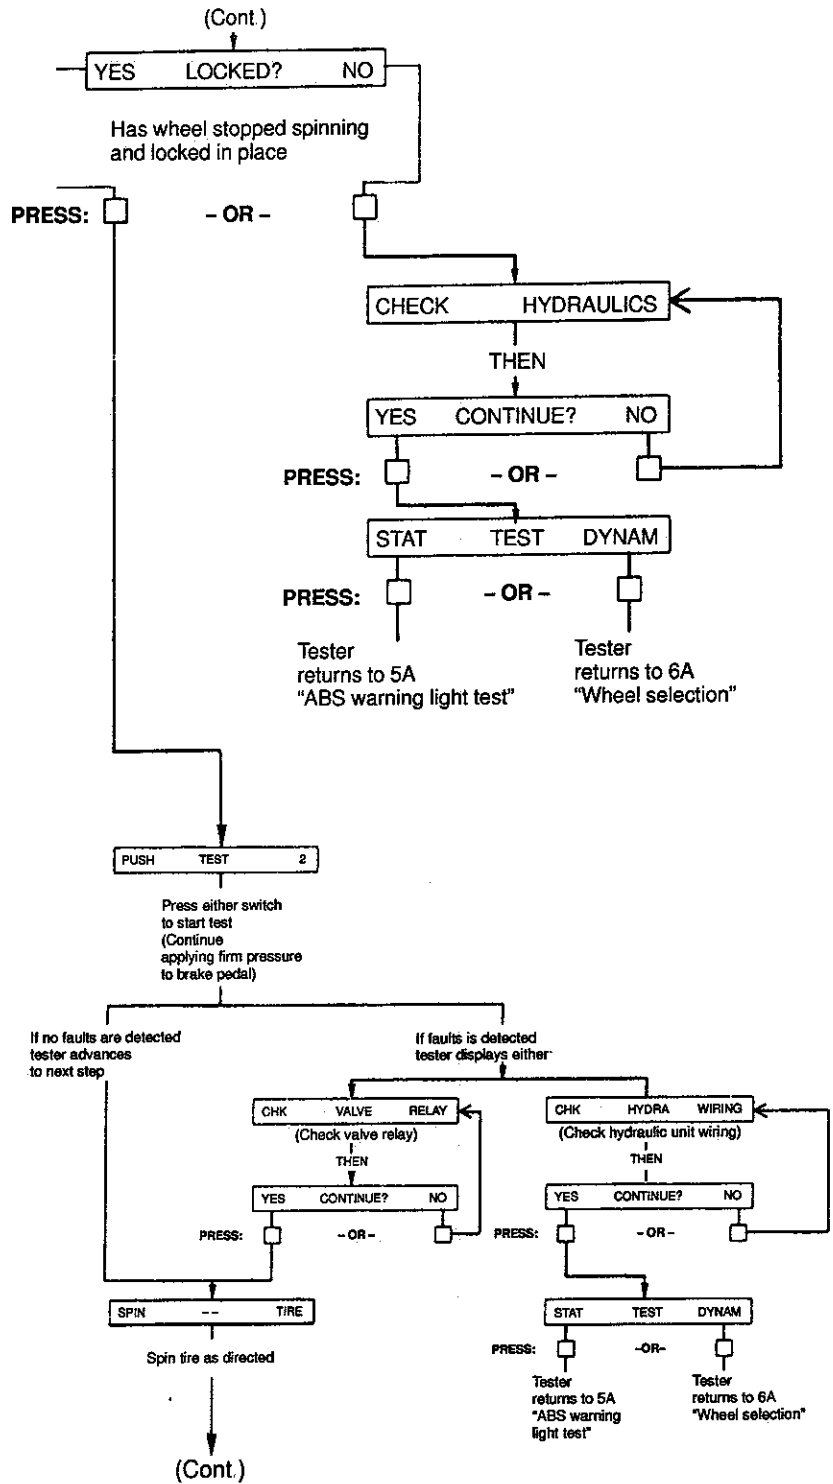 (Cont.)
YES LOCKED? NO
Has wheel stopped spinning
and locked in place
PRESS: – OR –
CHECK HYDRAULICS
THEN
YES CONTINUE? NO
PRESS: – OR –
STAT TEST DYNAM
PRESS: – OR –
Tester
returns to 5A
“ABS warning light test”
Tester
returns to 6A
“Wheel selection”
PUSH TEST 2
Press either switch
to start test
(Continue
applying firm pressure
to brake pedal)
If no faults are detected
tester advances
to next step
If faults is detected
tester displays either
CHK VALVE RELAY
(Check valve relay)
THEN
YES CONTINUE? NO
PRESS: – OR –
CHK HYDRA WIRING
(Check hydraulic unit wiring)
THEN
YES CONTINUE? NO
PRESS: – OR –
SPIN -- TIRE
Spin tire as directed
STAT TEST DYNAM
PRESS: –OR–
Tester
returns to 5A
“ABS warning
light test”
Tester
returns to 6A
“Wheel selection”
(Cont.)